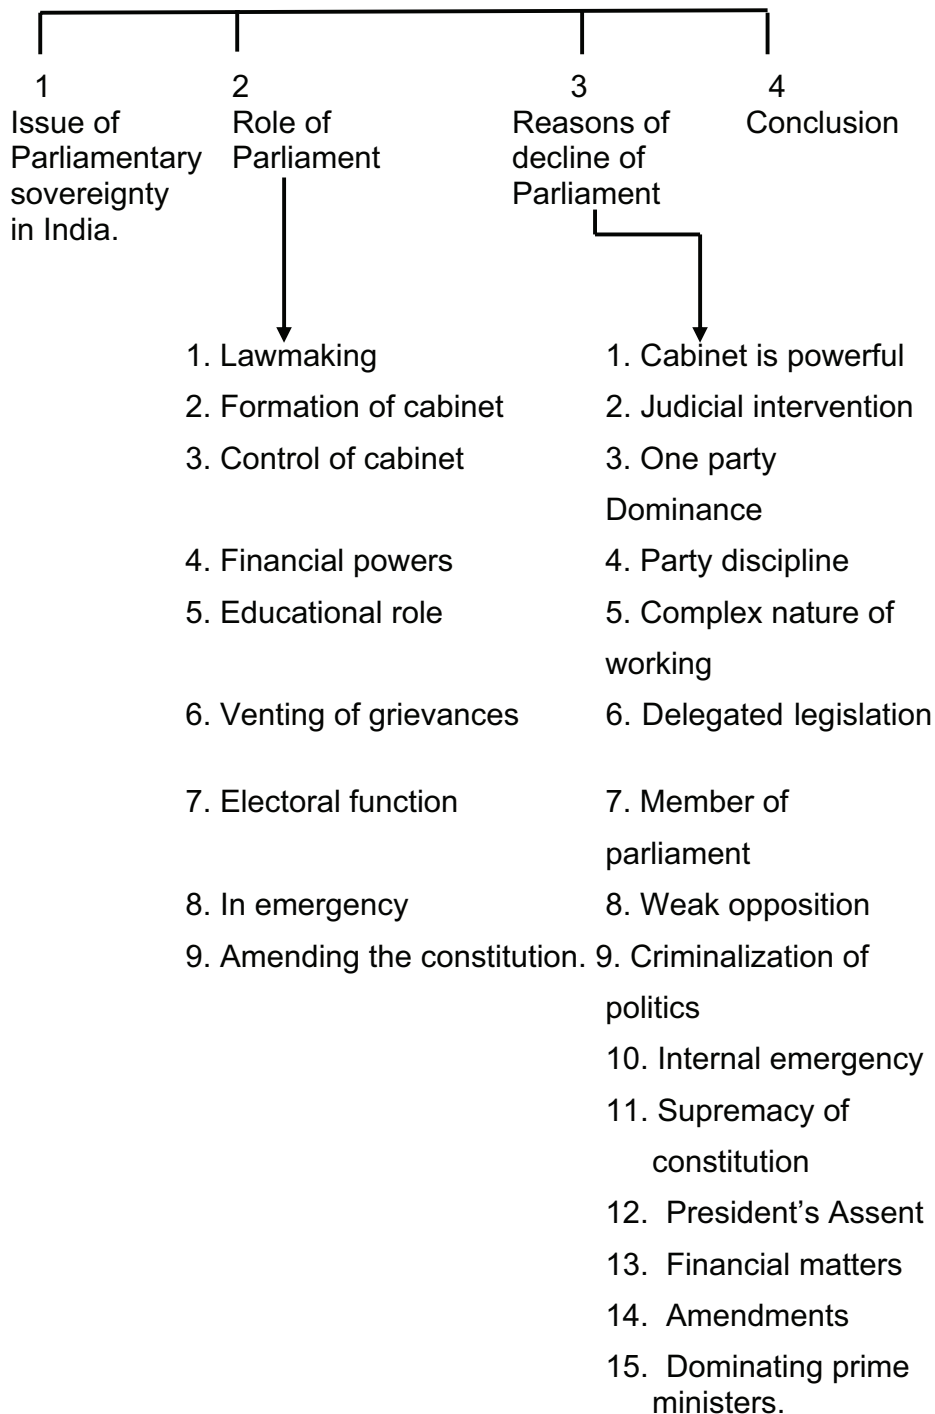 1
Issue of
Parliamentary
sovereignty
in India.
2
Role of
Parliament
3
Reasons of
decline of
Parliament
4
Conclusion
1. Lawmaking
2. Formation of cabinet
3. Control of cabinet
4. Financial powers
5. Educational role
6. Venting of grievances
7. Electoral function
8. In emergency
9. Amending the constitution.
1. Cabinet is powerful
2. Judicial intervention
3. One party
Dominance
4. Party discipline
5. Complex nature of
working
6. Delegated legislation
7. Member of
parliament
8. Weak opposition
9. Criminalization of
politics
10. Internal emergency
11. Supremacy of
constitution
12. President’s Assent
13. Financial matters
14. Amendments
15. Dominating prime
ministers.